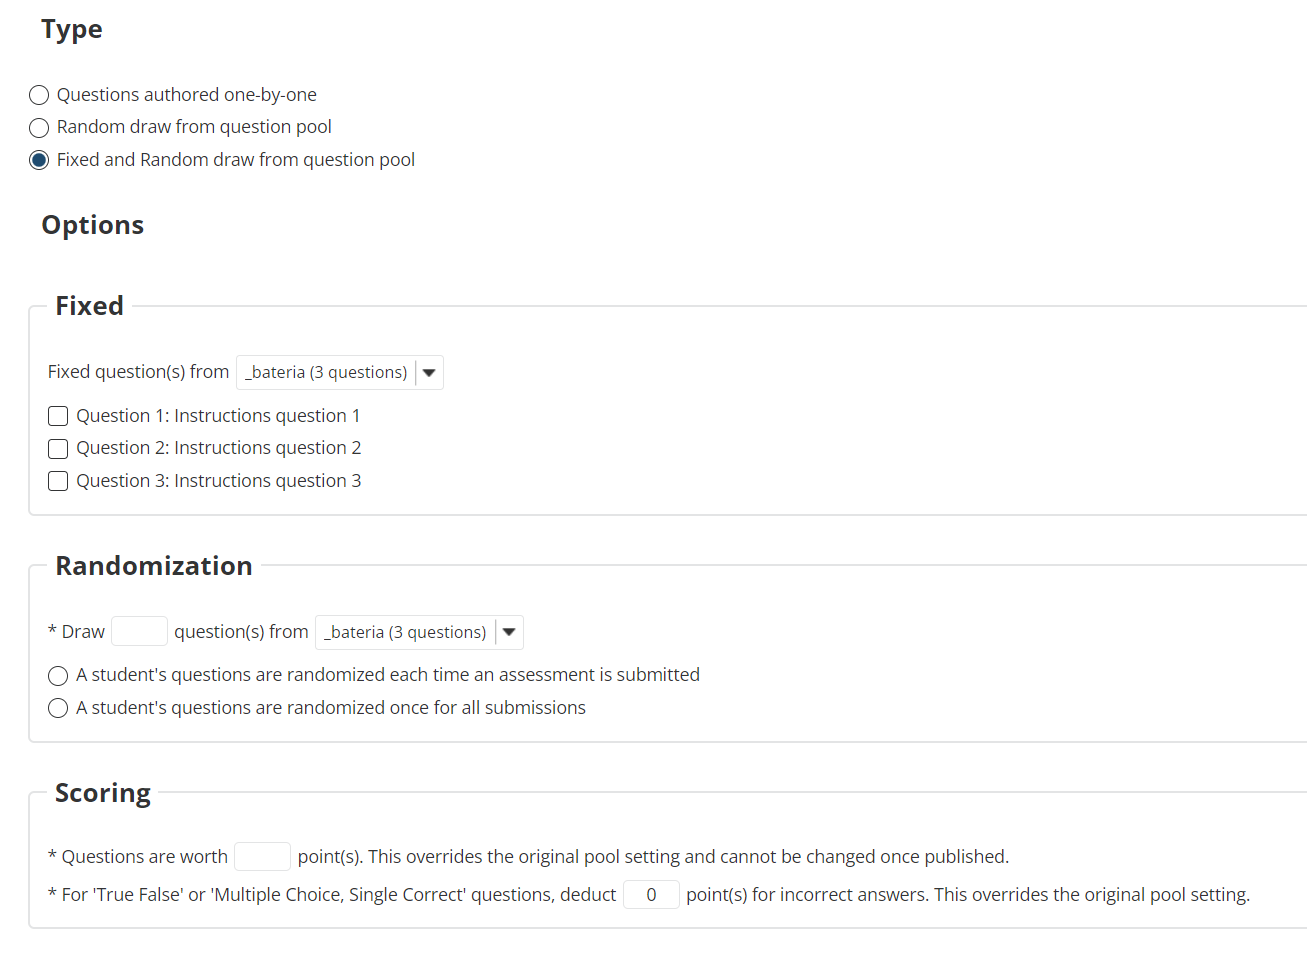 Type
Questions authored one-by-one
Random draw from question pool
Fixed and Random draw from question pool
Options
Fixed
Fixed question(s) from _bateria (3 questions)
Question 1: Instructions question 1
Question 2: Instructions question 2
Question 3: Instructions question 3
Randomization
* Draw question(s) from _bateria (3 questions)
A student's questions are randomized each time an assessment is submitted
A student's questions are randomized once for all submissions
Scoring
* Questions are worth point(s). This overrides the original pool setting and cannot be changed once published.
* For 'True False' or 'Multiple Choice, Single Correct' questions, deduct 0 point(s) for incorrect answers. This overrides the original pool setting.